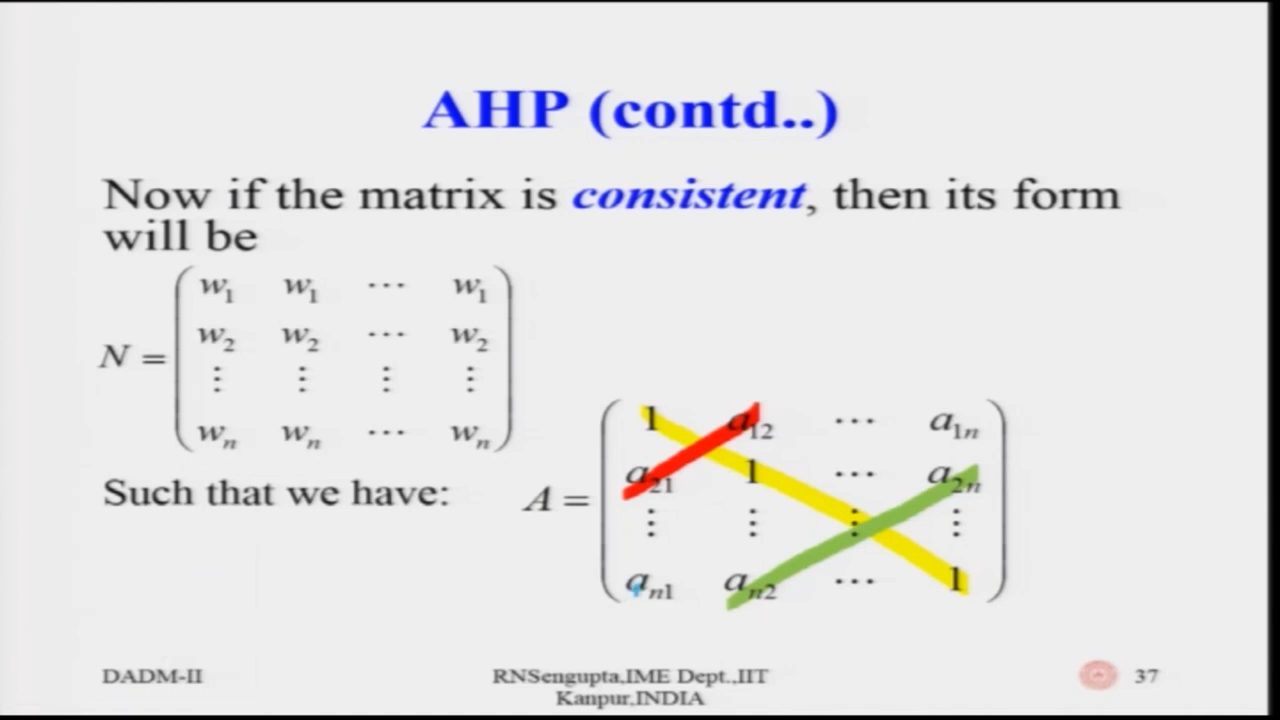 AHP (contd..)
Now if the matrix is consistent, then its form
will be
N =
w1 w1 ⋯ w1
w2 w2 ⋯ w2
⋮ ⋮ ⋮ ⋮
wn wn ⋯ wn
Such that we have:
A =
1 a12 ⋯ a1n
a21 1 ⋯ a2n
⋮ ⋮ ⋮ ⋮
an1 an2 ⋯ 1
DADM-II
RNSengupta,IME Dept.,IIT
Kanpur,INDIA
37